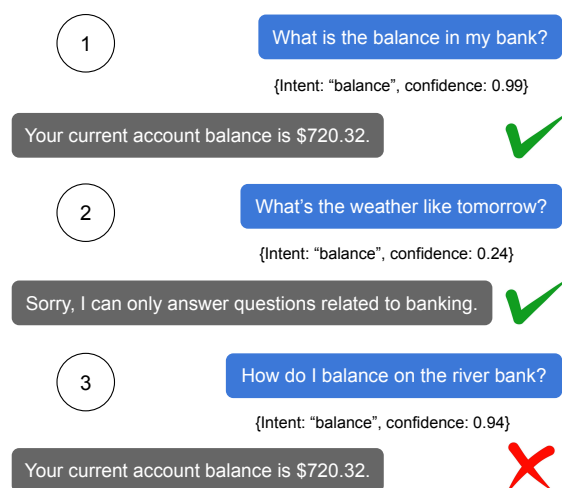 1
What is the balance in my bank?
{Intent: “balance”, confidence: 0.99}
Your current account balance is $720.32.
2
What’s the weather like tomorrow?
{Intent: “balance”, confidence: 0.24}
Sorry, I can only answer questions related to banking.
3
How do I balance on the river bank?
{Intent: “balance”, confidence: 0.94}
Your current account balance is $720.32.